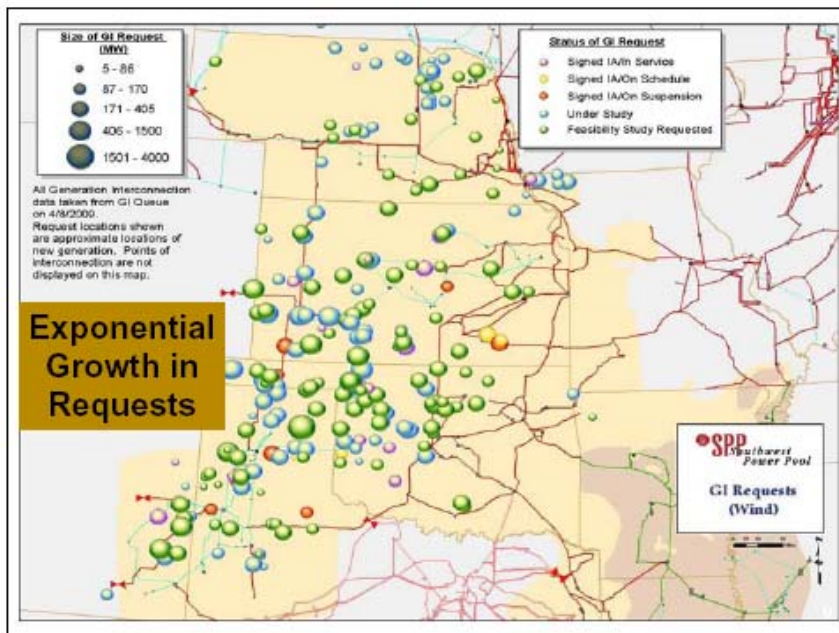 Size of GI Request
(MW)
5 - 86
87 - 170
171 - 405
406 - 1500
1501 - 4000
Status of GI Request
Signed IA/In Service
Signed IA/On Schedule
Signed IA/On Suspension
Under Study
Feasibility Study Requested
All Generation Interconnection
data taken from GI Queue
on 4/8/2009.
Request locations shown
are approximate locations of
new generation. Points of
Interconnection are not
displayed on this map.
Exponential
Growth in
Requests
SPP Southwest
Power Pool
GI Requests
(Wind)